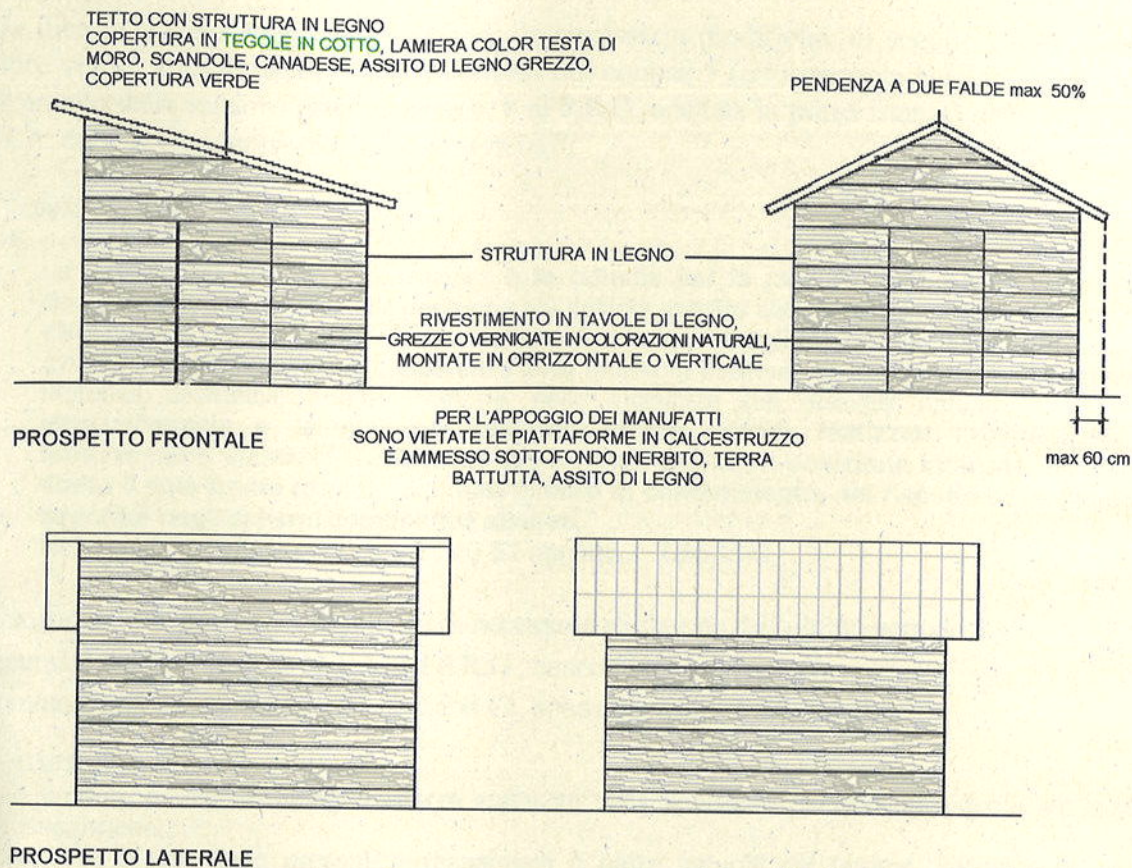 TETTO CON STRUTTURA IN LEGNO
COPERTURA IN TEGOLE IN COTTO, LAMIERA COLOR TESTA DI
MORO, SCANDOLE, CANADESE, ASSITO DI LEGNO GREZZO,
COPERTURA VERDE
PENDENZA A DUE FALDE max 50%
STRUTTURA IN LEGNO
RIVESTIMENTO IN TAVOLE DI LEGNO,
GREZZE O VERNICIATE IN COLORAZIONI NATURALI,
MONTATE IN ORRIZZONTALE O VERTICALE
PROSPETTO FRONTALE
PER L'APPOGGIO DEI MANUFATTI
SONO VIETATE LE PIATTAFORME IN CALCESTRUZZO
È AMMESSO SOTTOFONDO INERBITO, TERRA
BATTUTA, ASSITO DI LEGNO
max 60 cm
PROSPETTO LATERALE